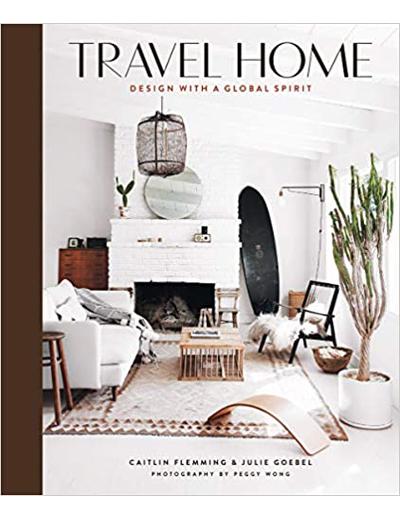 TRAVEL HOME
DESIGN WITH A GLOBAL SPIRIT
CAITLIN FLEMMING & JULIE GOEBEL
PHOTOGRAPHY BY PEGGY WONG